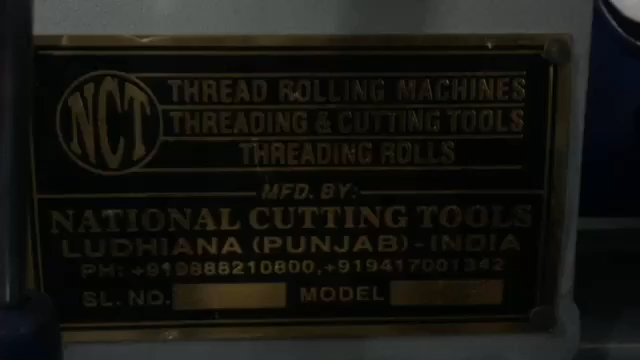 NCT
THREAD ROLLING MACHINES
THREADING & CUTTING TOOLS
THREADING ROLLS
MFD. BY:
NATIONAL CUTTING TOOLS
LUDHIANA (PUNJAB) - INDIA
PH: +919888210800,+919417001342
SL. NO.
MODEL